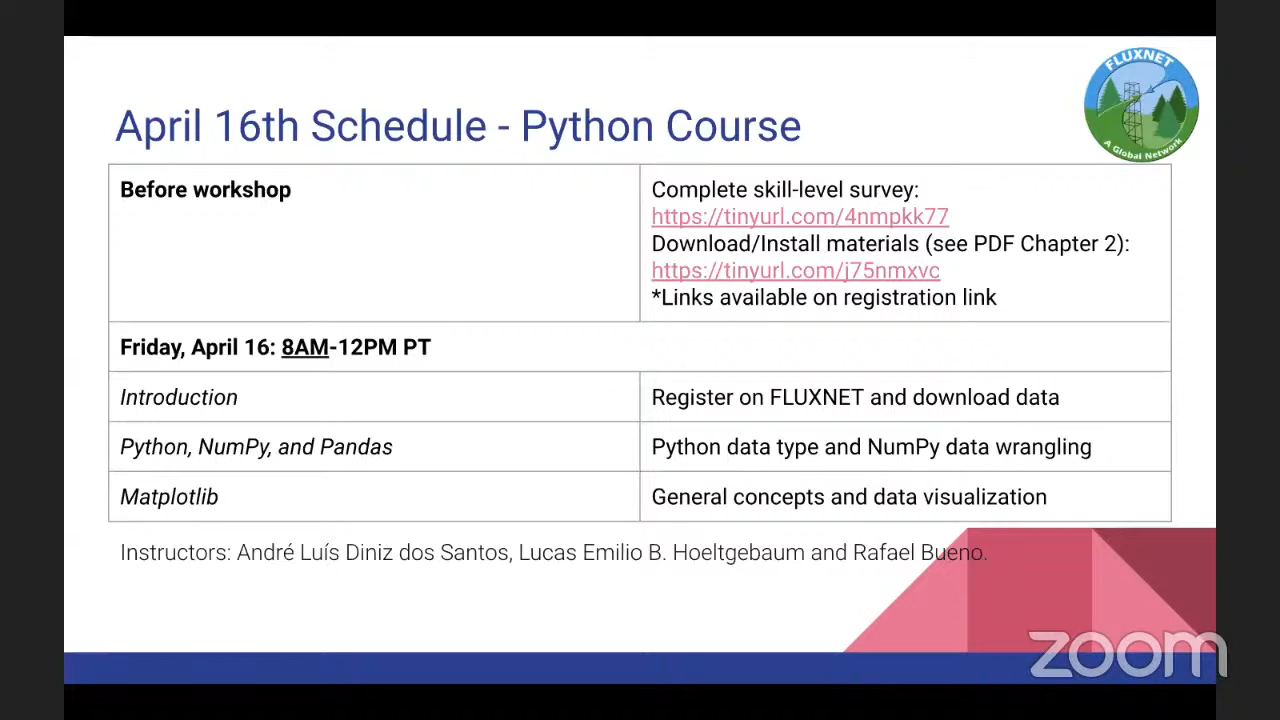 FLUXNET
A Global Network
April 16th Schedule - Python Course
Before workshop
Complete skill-level survey:
https://tinyurl.com/4nmpkk77
Download/Install materials (see PDF Chapter 2):
https://tinyurl.com/j75nmxvc
*Links available on registration link
Friday, April 16: 8AM-12PM PT
Introduction
Register on FLUXNET and download data
Python, NumPy, and Pandas
Python data type and NumPy data wrangling
Matplotlib
General concepts and data visualization
Instructors: André Luís Diniz dos Santos, Lucas Emilio B. Hoeltgebaum and Rafael Bueno.
zoom